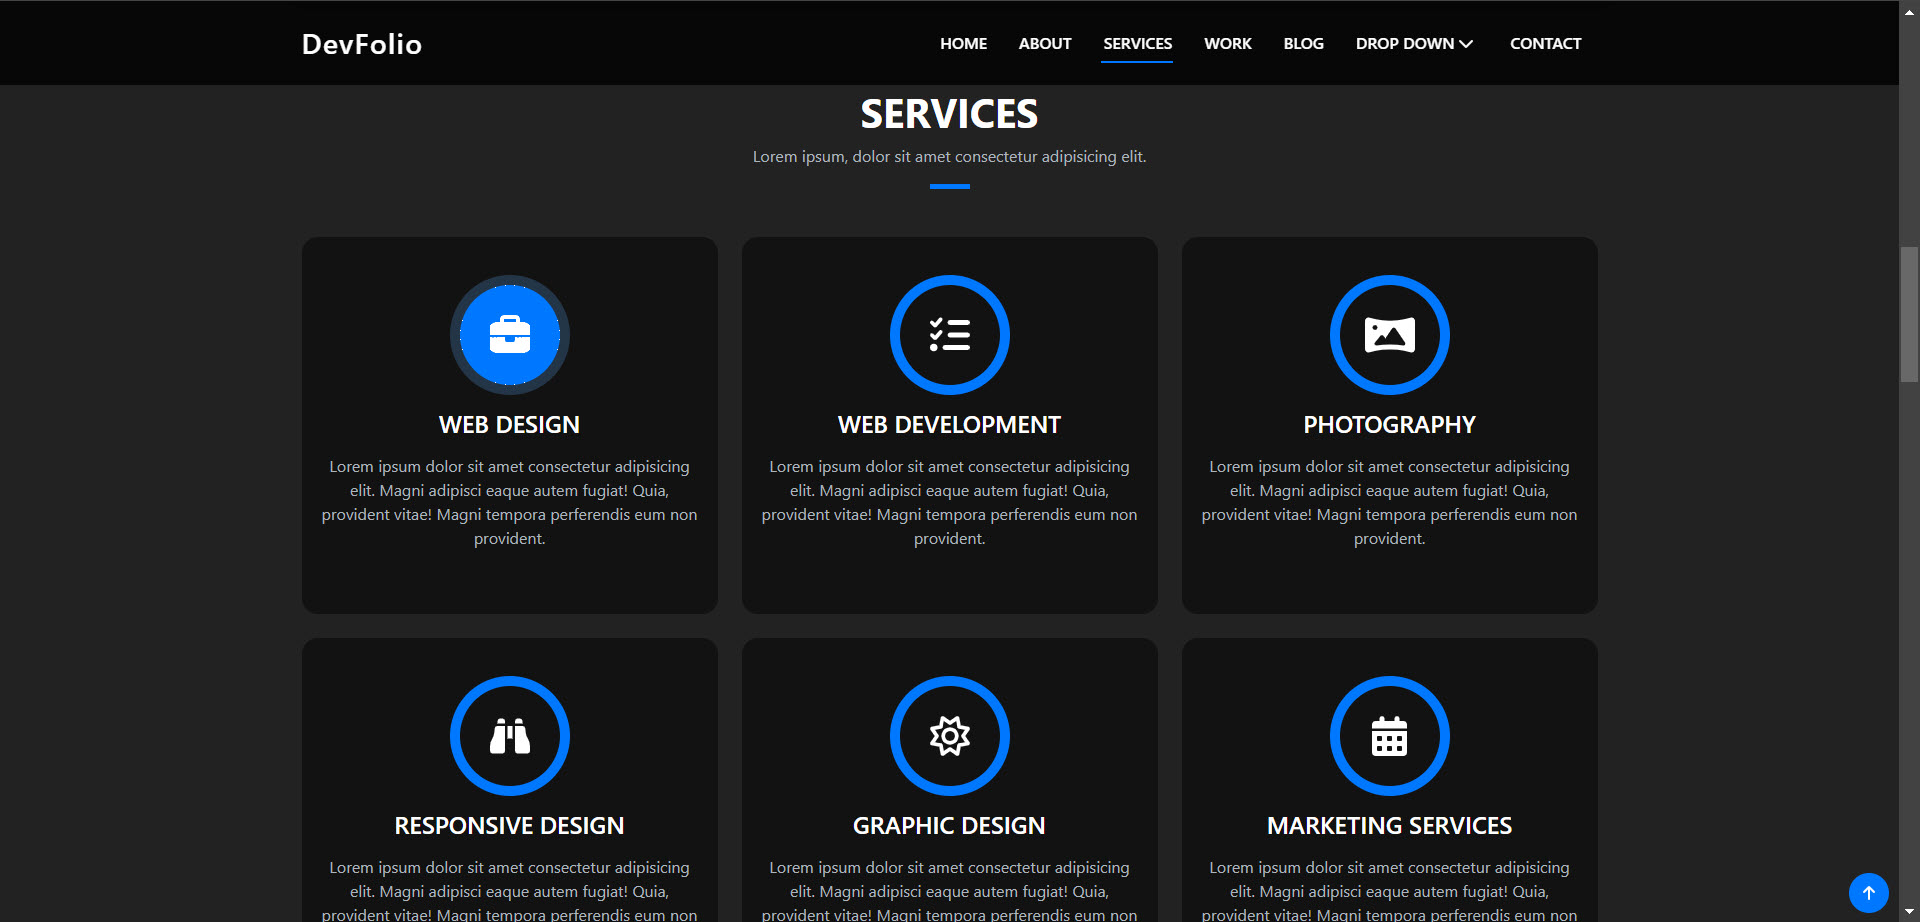 DevFolio
HOME ABOUT SERVICES WORK BLOG DROP DOWN CONTACT
SERVICES
Lorem ipsum, dolor sit amet consectetur adipisicing elit.
WEB DESIGN
Lorem ipsum dolor sit amet consectetur adipisicing
elit. Magni adipisci eaque autem fugiat! Quia,
provident vitae! Magni tempora perferendis eum non
provident.
WEB DEVELOPMENT
Lorem ipsum dolor sit amet consectetur adipisicing
elit. Magni adipisci eaque autem fugiat! Quia,
provident vitae! Magni tempora perferendis eum non
provident.
PHOTOGRAPHY
Lorem ipsum dolor sit amet consectetur adipisicing
elit. Magni adipisci eaque autem fugiat! Quia,
provident vitae! Magni tempora perferendis eum non
provident.
RESPONSIVE DESIGN
Lorem ipsum dolor sit amet consectetur adipisicing
elit. Magni adipisci eaque autem fugiat! Quia,
provident vitae! Magni tempora perferendis eum non
GRAPHIC DESIGN
Lorem ipsum dolor sit amet consectetur adipisicing
elit. Magni adipisci eaque autem fugiat! Quia,
provident vitae! Magni tempora perferendis eum non
MARKETING SERVICES
Lorem ipsum dolor sit amet consectetur adipisicing
elit. Magni adipisci eaque autem fugiat! Quia,
provident vitae! Magni tempora perferendis eum non